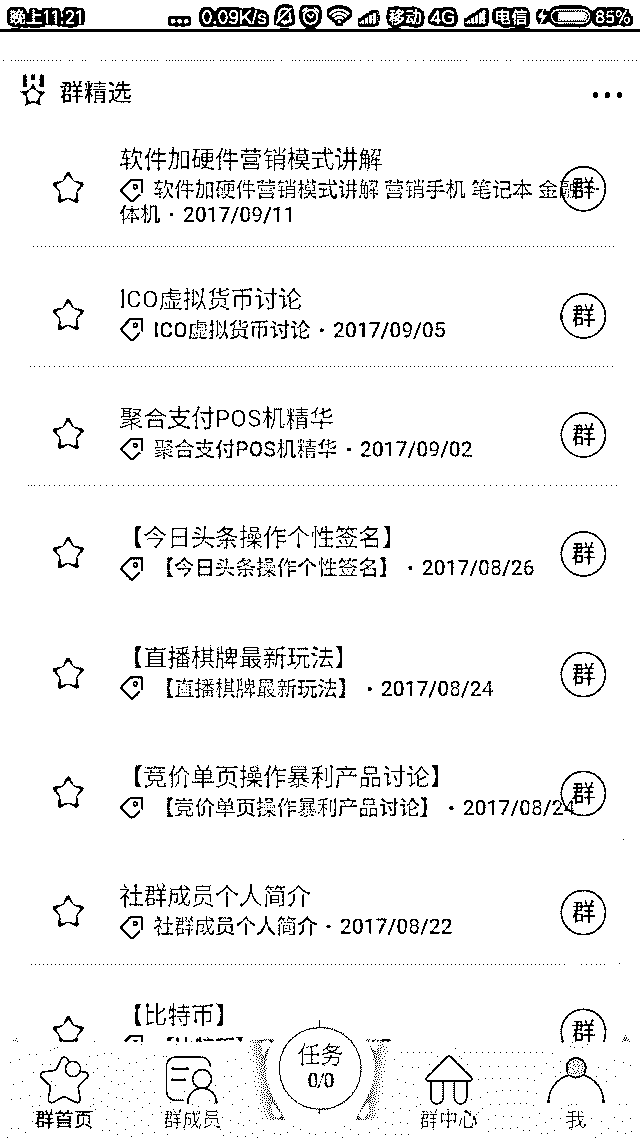 晚上11:21 ... 0.09K/s 移动 4G 电信 85%
群精选
软件加硬件营销模式讲解
软件加硬件营销模式讲解 营销手机 笔记本 金融一 群
体机 · 2017/09/11
ICO虚拟货币讨论
ICO虚拟货币讨论 · 2017/09/05 群
聚合支付POS机精华
聚合支付POS机精华 · 2017/09/02 群
【今日头条操作个性签名】
【今日头条操作个性签名】 · 2017/08/26 群
【直播棋牌最新玩法】
【直播棋牌最新玩法】 · 2017/08/24 群
【竞价单页操作暴利产品讨论】
【竞价单页操作暴利产品讨论】 · 2017/08/24 群
社群成员个人简介
社群成员个人简介 · 2017/08/22 群
【比特币】
群
任务
0/0
群首页 群成员 群中心 我